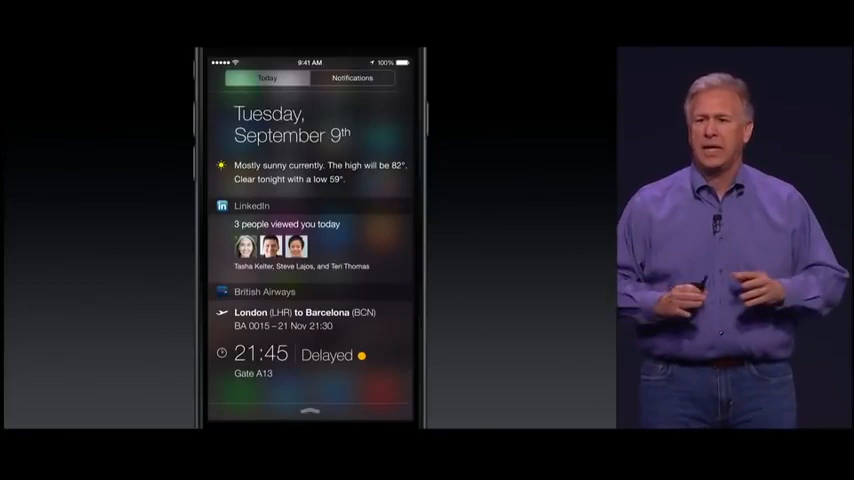 9:41 AM
100%
Today
Notifications
Tuesday,
September 9th
Mostly sunny currently. The high will be 82°.
Clear tonight with a low 59°.
in LinkedIn
3 people viewed you today
Tasha Kelter, Steve Lajos, and Teri Thomas
British Airways
London (LHR) to Barcelona (BCN)
BA 0015 – 21 Nov 21:30
21:45 Delayed
Gate A13